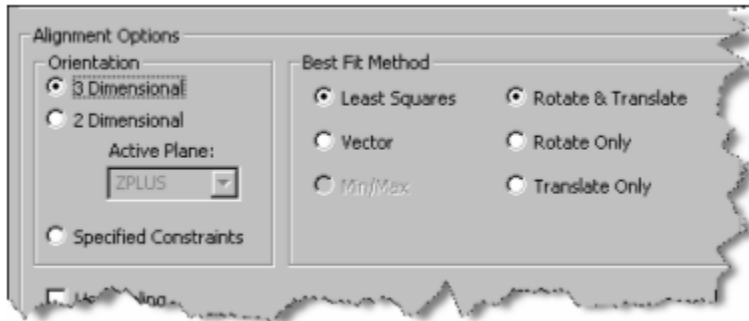 Alignment Options
Orientation
3 Dimensional
2 Dimensional
Active Plane:
ZPLUS
Specified Constraints
Best Fit Method
Least Squares
Rotate & Translate
Vector
Rotate Only
Min/Max
Translate Only